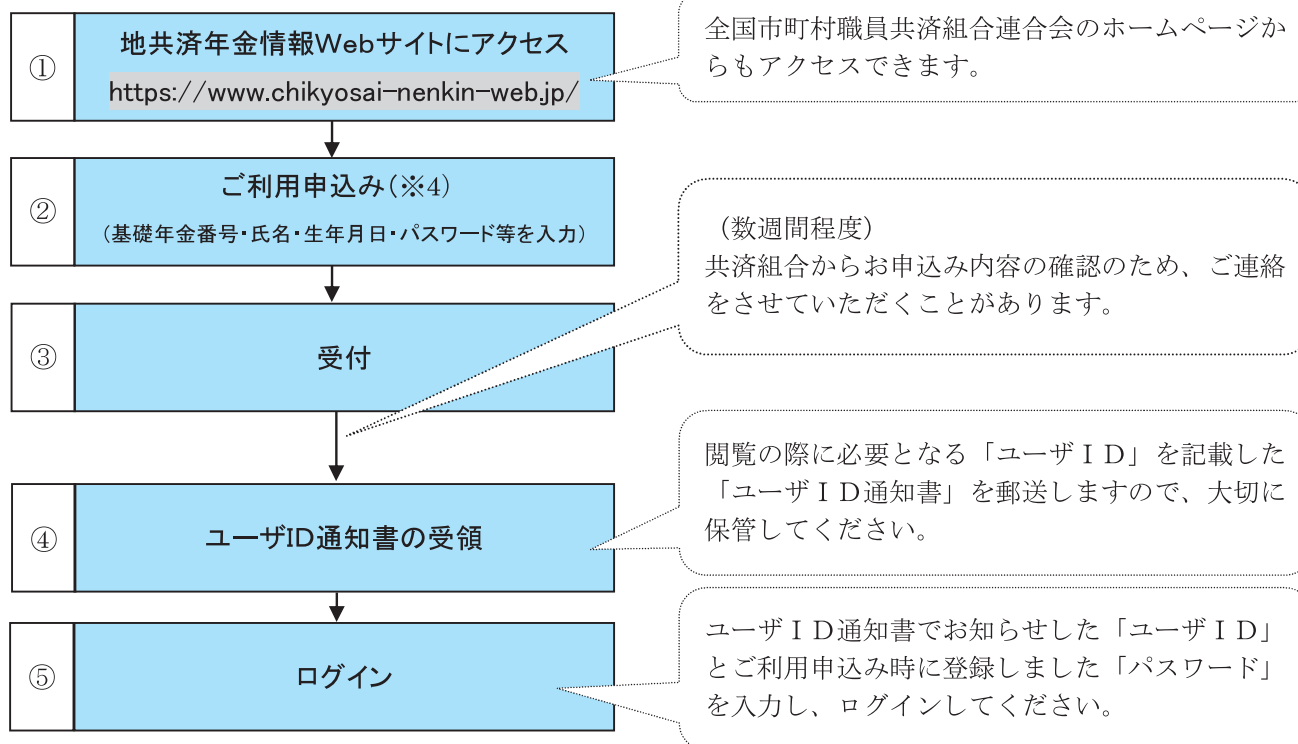 ①
地共済年金情報Webサイトにアクセス
https://www.chikyosai-nenkin-web.jp/
全国市町村職員共済組合連合会のホームページか
らもアクセスできます。
②
ご利用申込み(※4)
(基礎年金番号・氏名・生年月日・パスワード等を入力)
(数週間程度)
共済組合からお申込み内容の確認のため、ご連絡
をさせていただくことがあります。
③
受付
④
ユーザID通知書の受領
閲覧の際に必要となる「ユーザＩＤ」を記載した
「ユーザＩＤ通知書」を郵送しますので、大切に
保管してください。
⑤
ログイン
ユーザＩＤ通知書でお知らせした「ユーザＩＤ」
とご利用申込み時に登録しました「パスワード」
を入力し、ログインしてください。